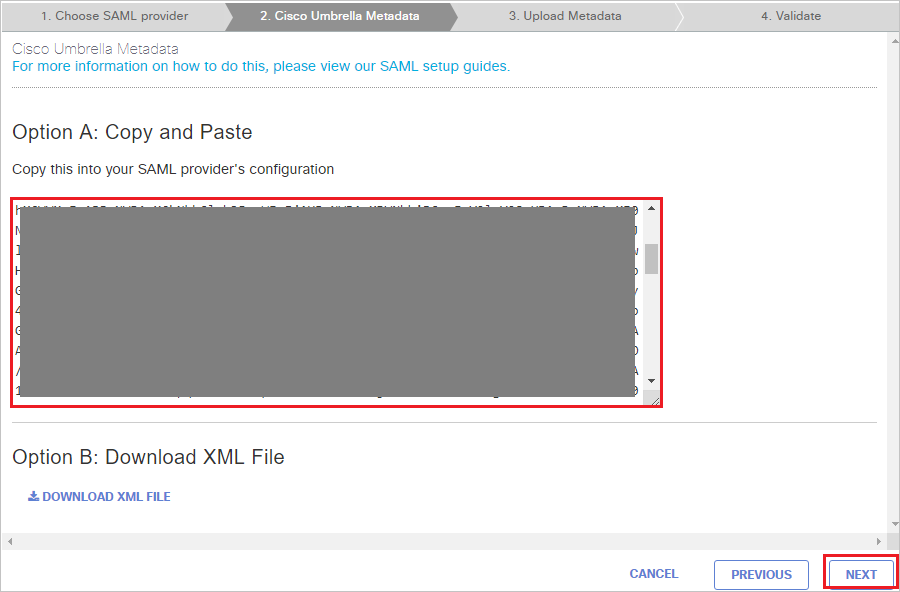 1. Choose SAML provider
2. Cisco Umbrella Metadata
3. Upload Metadata
4. Validate
Cisco Umbrella Metadata
For more information on how to do this, please view our SAML setup guides.
Option A: Copy and Paste
Copy this into your SAML provider's configuration
Option B: Download XML File
DOWNLOAD XML FILE
CANCEL
PREVIOUS
NEXT